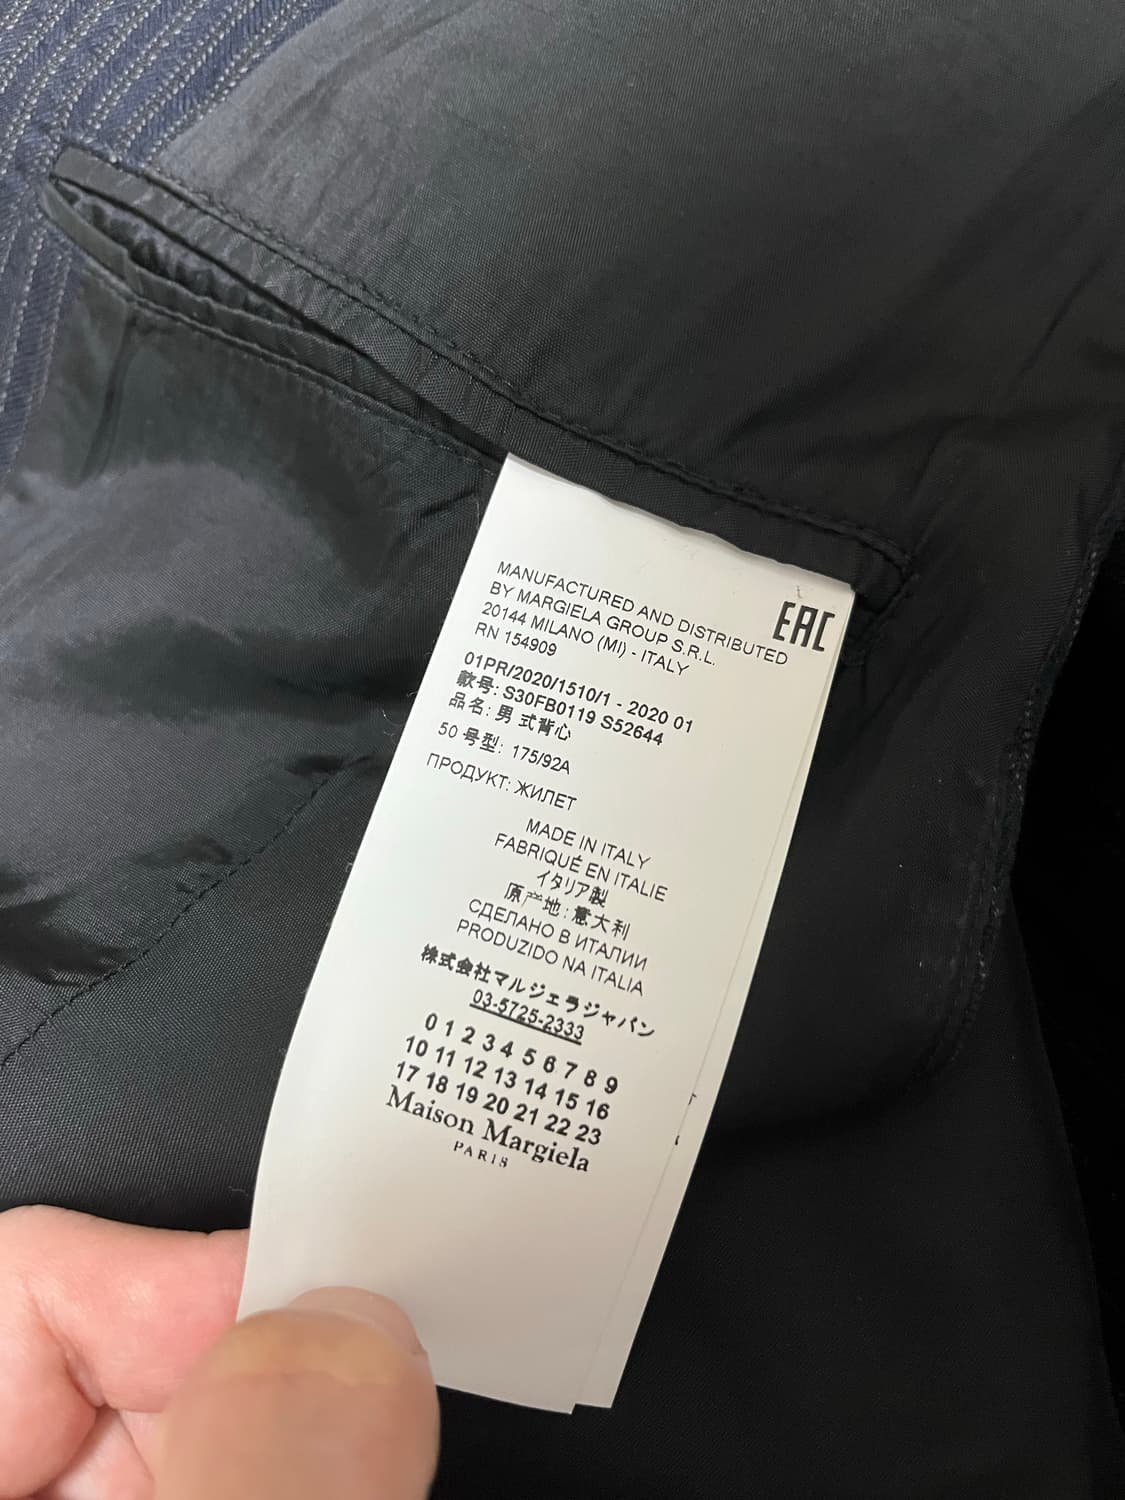 EAC
MANUFACTURED AND DISTRIBUTED
BY MARGIELA GROUP S.R.L.
20144 MILANO (MI) - ITALY
RN 154909
01PR/2020/1510/1 - 2020 01
款号: S30FB0119 S52644
品名: 男 式背心
50 号型: 175/92A
ПРОДУКТ: ЖИЛЕТ
MADE IN ITALY
FABRIQUÉ EN ITALIE
イタリア製
原产地: 意大利
СДЕЛАНО В ИТАЛИИ
PRODUZIDO NA ITALIA
株式会社マルジェラジャパン
03-5725-2333
0 1 2 3 4 5 6 7 8 9
10 11 12 13 14 15 16
17 18 19 20 21 22 23
Maison Margiela
PARIS